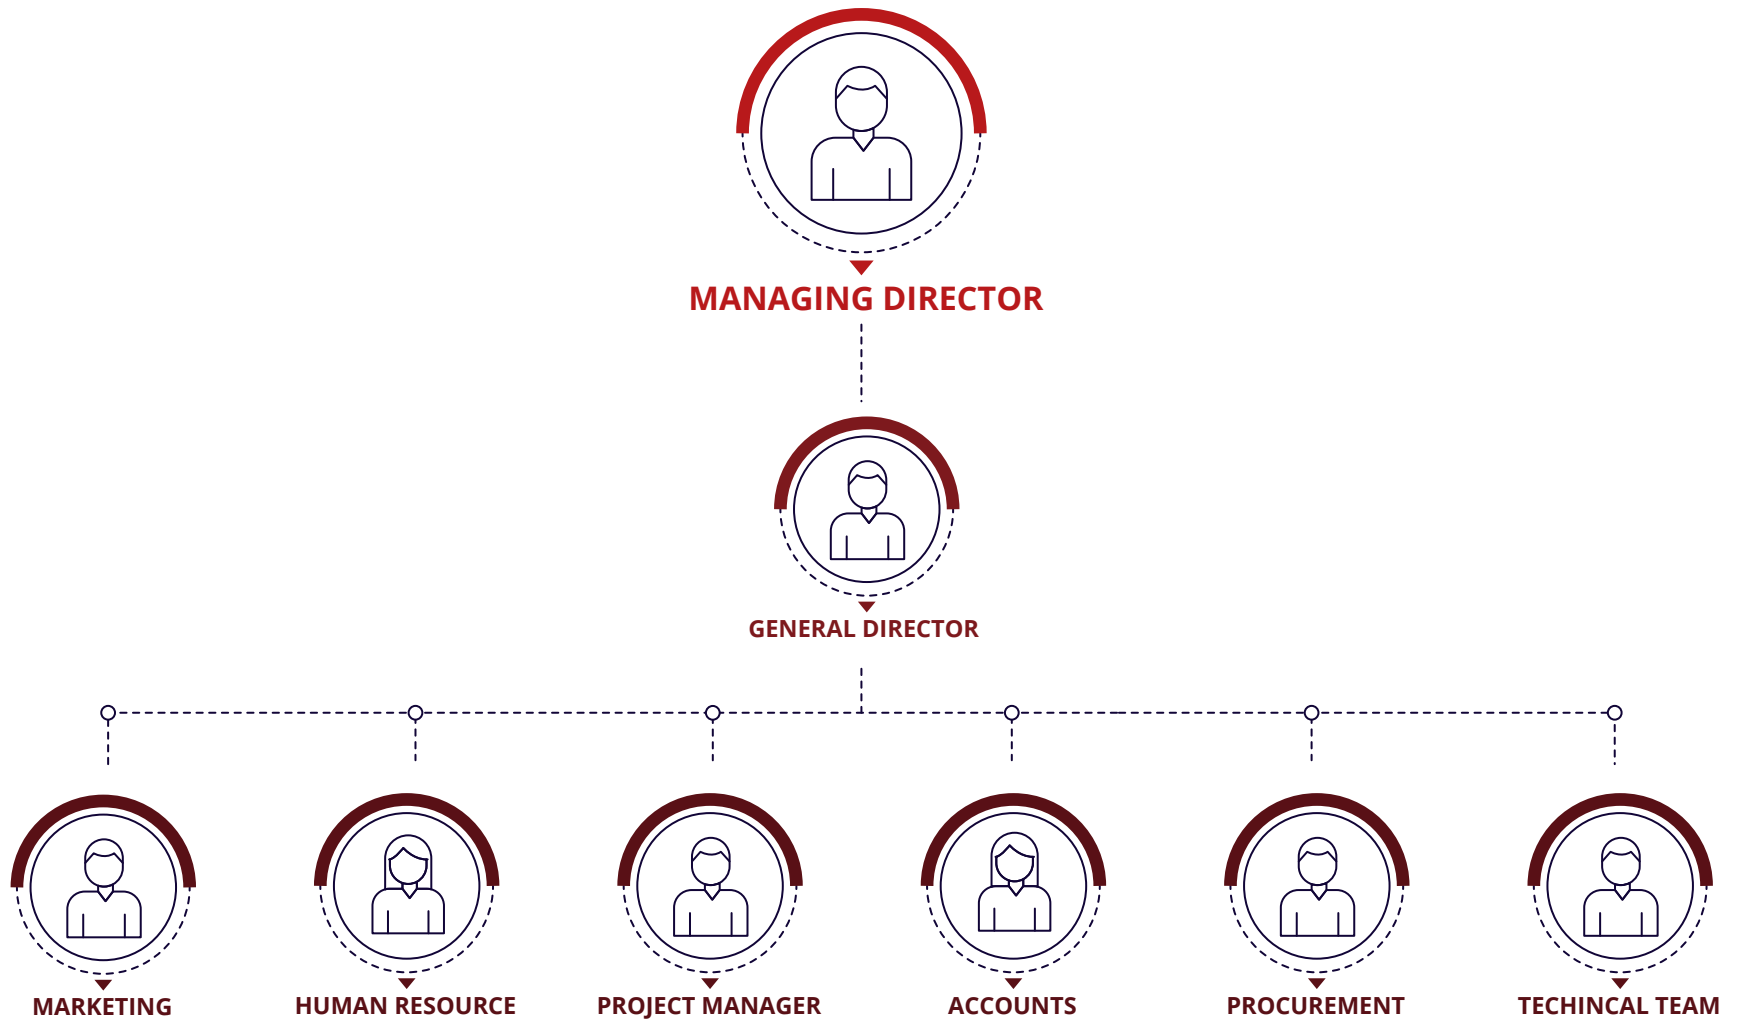 MANAGING DIRECTOR
GENERAL DIRECTOR
MARKETING
HUMAN RESOURCE
PROJECT MANAGER
ACCOUNTS
PROCUREMENT
TECHINCAL TEAM